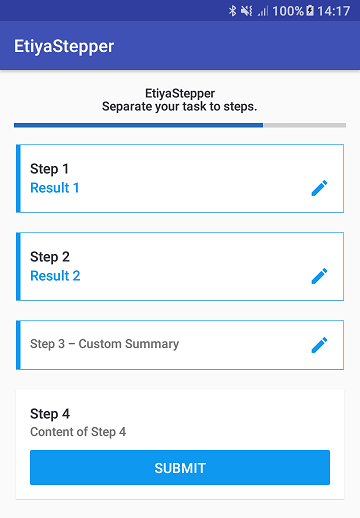 100% 14:17
EtiyaStepper
EtiyaStepper
Separate your task to steps.
Step 1
Result 1
Step 2
Result 2
Step 3 – Custom Summary
Step 4
Content of Step 4
SUBMIT